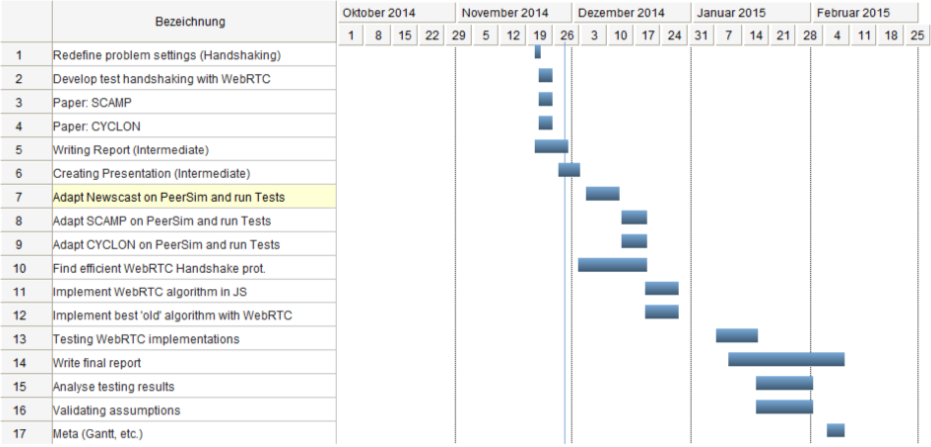 Bezeichnung
Oktober 2014 November 2014 Dezember 2014 Januar 2015 Februar 2015
1 8 15 22 29 5 12 19 26 3 10 17 24 31 7 14 21 28 4 11 18 25
1 Redefine problem settings (Handshaking)
2 Develop test handshaking with WebRTC
3 Paper: SCAMP
4 Paper: CYCLON
5 Writing Report (Intermediate)
6 Creating Presentation (Intermediate)
7 Adapt Newscast on PeerSim and run Tests
8 Adapt SCAMP on PeerSim and run Tests
9 Adapt CYCLON on PeerSim and run Tests
10 Find efficient WebRTC Handshake prot.
11 Implement WebRTC algorithm in JS
12 Implement best 'old' algorithm with WebRTC
13 Testing WebRTC implementations
14 Write final report
15 Analyse testing results
16 Validating assumptions
17 Meta (Gantt, etc.)